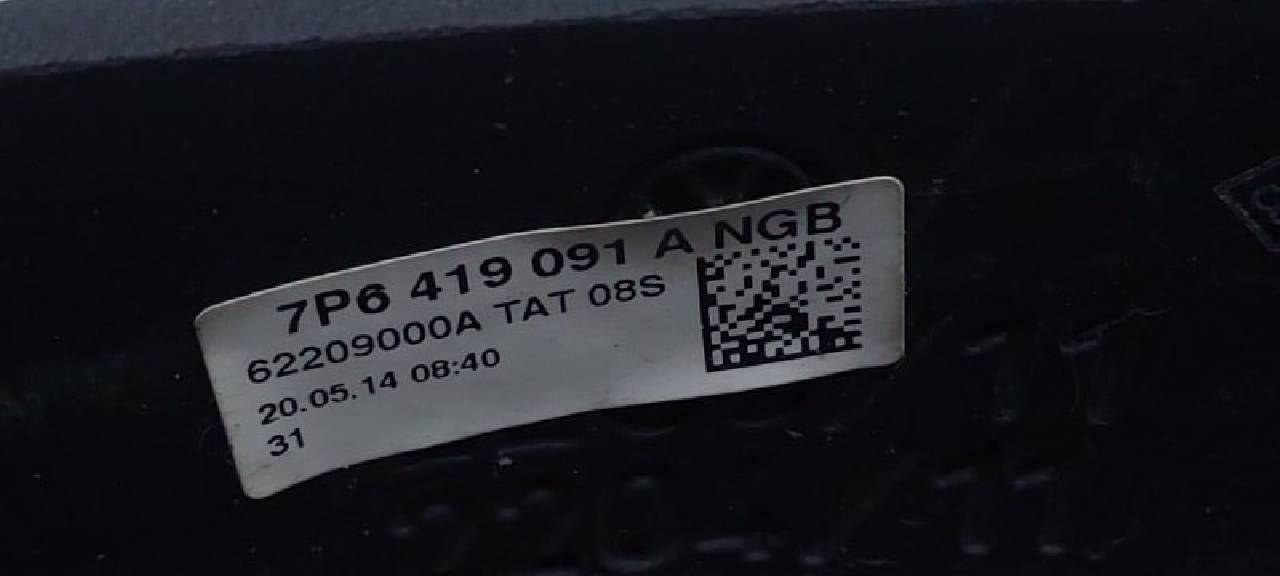 7P6 419 091 A NGB
62209000A TAT 08S
20.05.14 08:40
31